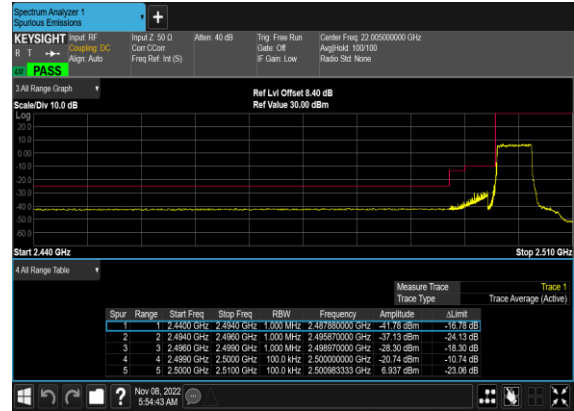 Spectrum Analyzer 1
Spurious Emissions
KEYSIGHT Input: RF Input Z: 50 Ω Atten: 40 dB Trig: Free Run Center Freq: 22.005000000 GHz
R T Coupling: DC Corr CCorr Gate: Off Avg|Hold: 100/100
Align: Auto Freq Ref: Int (S) IF Gain: Low Radio Std: None
PASS
3 All Range Graph
Ref Lvl Offset 8.40 dB
Scale/Div 10.0 dB Ref Value 30.00 dBm
Log
20.0
10.0
0.00
-10.0
-20.0
-30.0
-40.0
-50.0
-60.0
Start 2.440 GHz Stop 2.510 GHz
4 All Range Table
Measure Trace Trace 1
Trace Type Trace Average (Active)
Spur Range Start Freq Stop Freq RBW Frequency Amplitude ΔLimit
1 1 2.4400 GHz 2.4940 GHz 1.000 MHz 2.487880000 GHz -41.78 dBm -16.78 dB
2 2 2.4940 GHz 2.4960 GHz 1.000 MHz 2.495870000 GHz -37.13 dBm -24.13 dB
3 3 2.4960 GHz 2.4990 GHz 1.000 MHz 2.498970000 GHz -28.30 dBm -18.30 dB
4 4 2.4990 GHz 2.5000 GHz 100.0 kHz 2.500000000 GHz -20.74 dBm -10.74 dB
5 5 2.5000 GHz 2.5100 GHz 100.0 kHz 2.500983333 GHz 6.937 dBm -23.06 dB
? Nov 08, 2022
5:54:43 AM